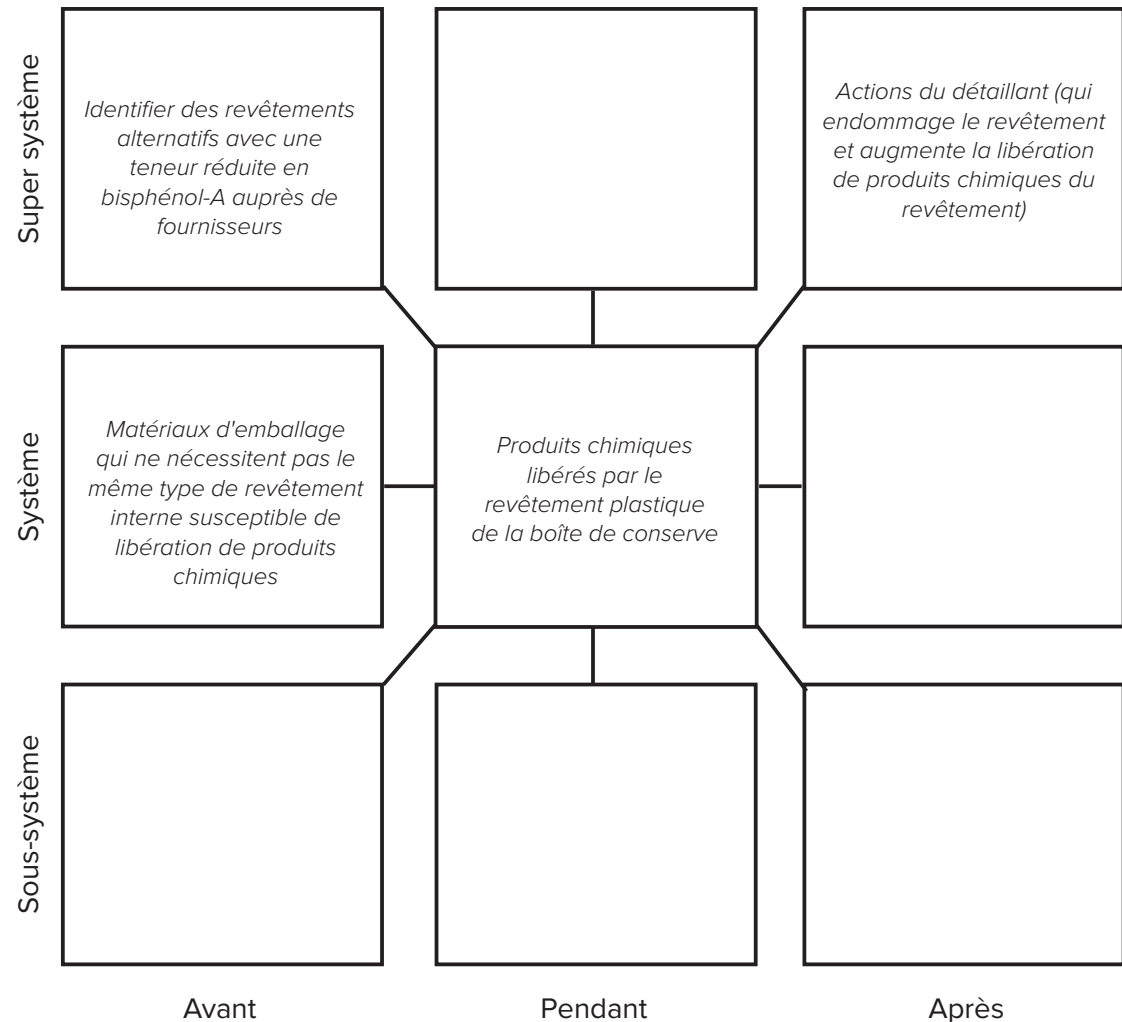 Super système
Identifier des revêtements
alternatifs avec une
teneur réduite en
bisphénol-A auprès de
fournisseurs
Actions du détaillant (qui
endommage le revêtement
et augmente la libération
de produits chimiques du
revêtement)
Système
Matériaux d'emballage
qui ne nécessitent pas le
même type de revêtement
interne susceptible de
libération de produits
chimiques
Produits chimiques
libérés par le
revêtement plastique
de la boîte de conserve
Sous-système
Avant
Pendant
Après